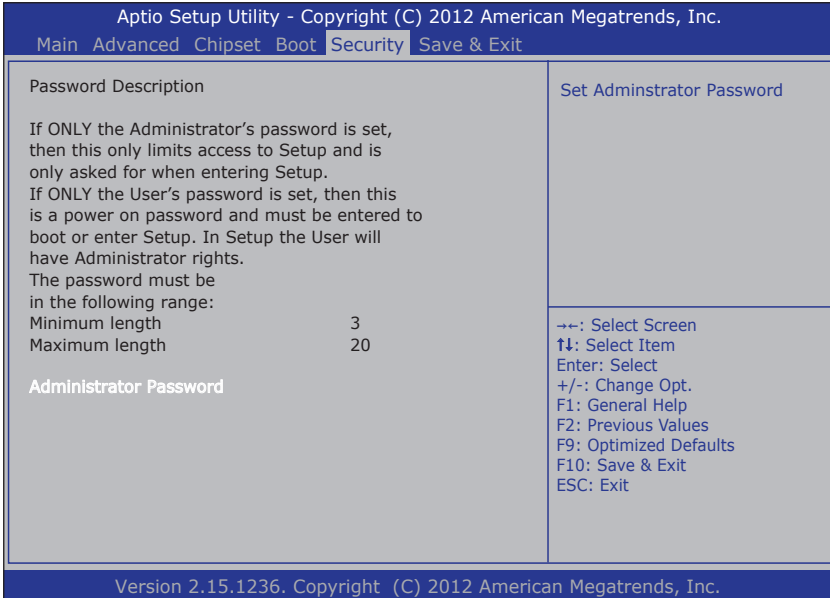 Aptio Setup Utility - Copyright (C) 2012 American Megatrends, Inc.
Main Advanced Chipset Boot Security Save & Exit
Password Description
If ONLY the Administrator's password is set,
then this only limits access to Setup and is
only asked for when entering Setup.
If ONLY the User's password is set, then this
is a power on password and must be entered to
boot or enter Setup. In Setup the User will
have Administrator rights.
The password must be
in the following range:
Minimum length 3
Maximum length 20
Administrator Password
Set Adminstrator Password
→←: Select Screen
↑↓: Select Item
Enter: Select
+/-: Change Opt.
F1: General Help
F2: Previous Values
F9: Optimized Defaults
F10: Save & Exit
ESC: Exit
Version 2.15.1236. Copyright (C) 2012 American Megatrends, Inc.